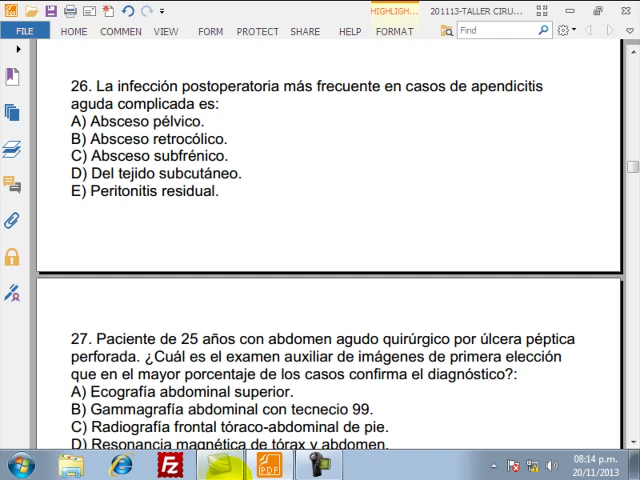 HIGHLIGH...
201113-TALLER CIRU...
FILE HOME COMMEN VIEW FORM PROTECT SHARE HELP FORMAT
Find
26. La infección postoperatoria más frecuente en casos de apendicitis
aguda complicada es:
A) Absceso pélvico.
B) Absceso retrocólico.
C) Absceso subfrénico.
D) Del tejido subcutáneo.
E) Peritonitis residual.
27. Paciente de 25 años con abdomen agudo quirúrgico por úlcera péptica
perforada. ¿Cuál es el examen auxiliar de imágenes de primera elección
que en el mayor porcentaje de los casos confirma el diagnóstico?:
A) Ecografía abdominal superior.
B) Gammagrafía abdominal con tecnecio 99.
C) Radiografía frontal tóraco-abdominal de pie.
D) Resonancia magnética de tórax y abdomen.
PDF
08:14 p.m.
20/11/2013